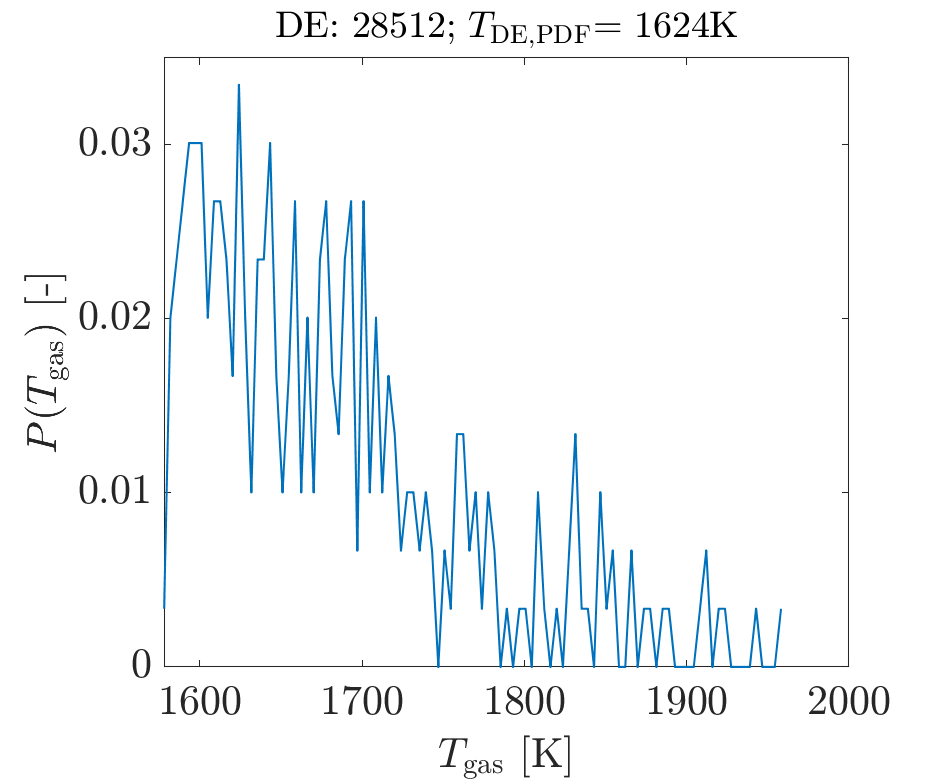 DE: 28512; T_DE,PDF= 1624K
P(T_gas) [-]
0.03
0.02
0.01
0
1600 1700 1800 1900 2000
T_gas [K]